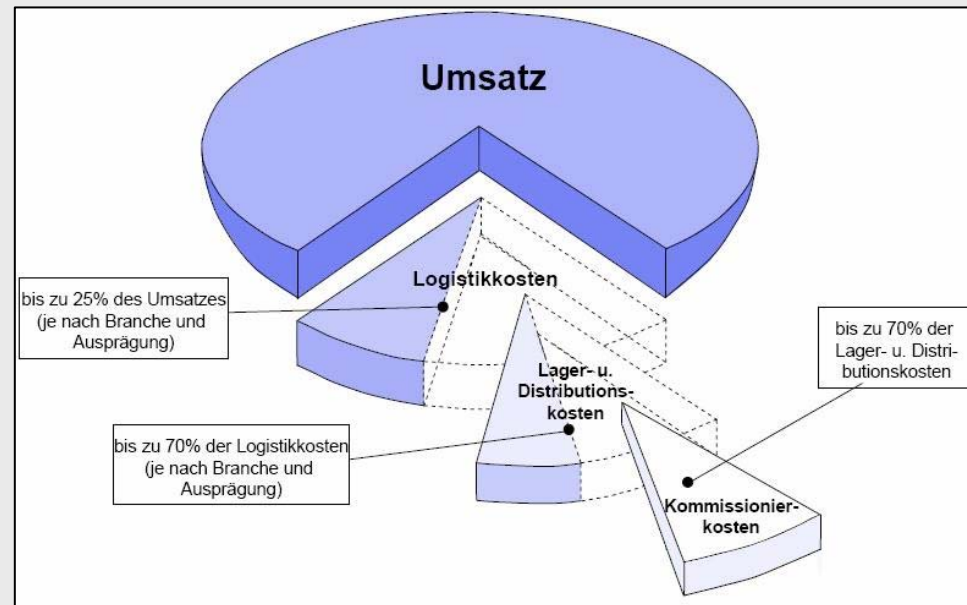 Umsatz
Logistikkosten
bis zu 25% des Umsatzes
(je nach Branche und
Ausprägung)
bis zu 70% der
Lager- u. Distri-
butionskosten
Lager- u.
Distributions-
kosten
bis zu 70% der Logistikkosten
(je nach Branche und
Ausprägung)
Kommissionier-
kosten